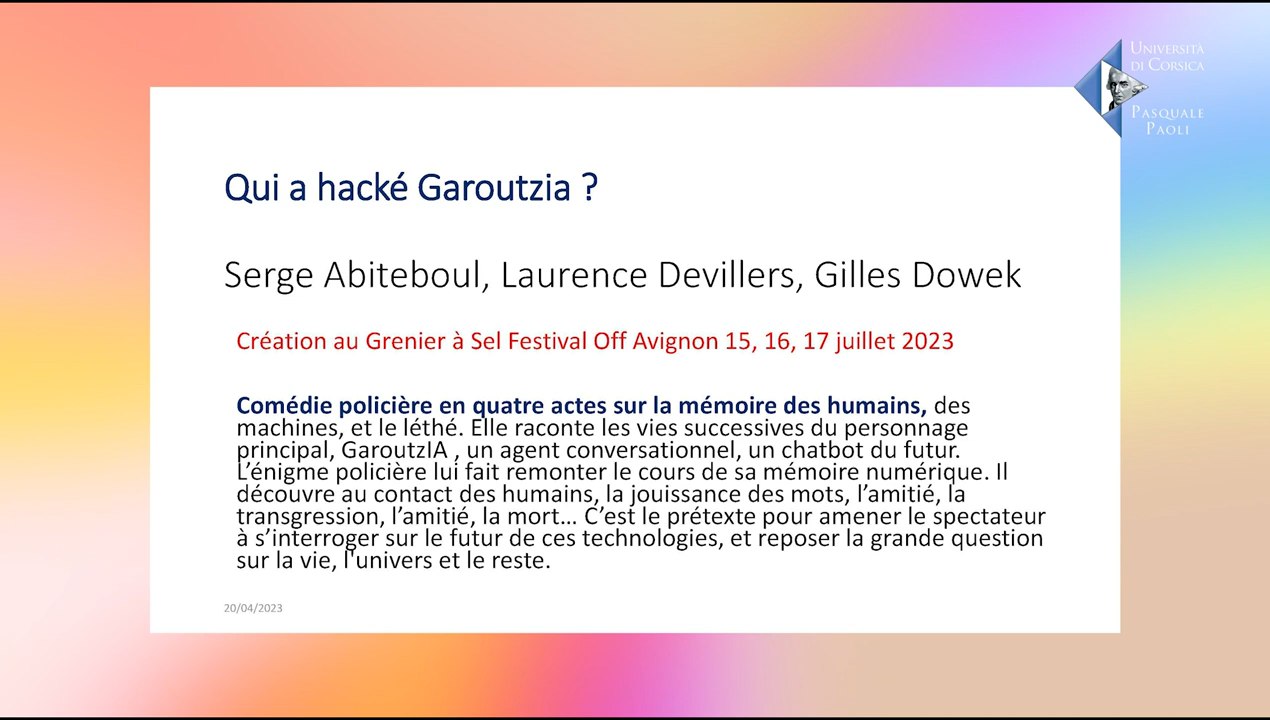 UNIVERSITÀ
DI CORSICA
PASQUALE
PAOLI
Qui a hacké Garoutzia ?
Serge Abiteboul, Laurence Devillers, Gilles Dowek
Création au Grenier à Sel Festival Off Avignon 15, 16, 17 juillet 2023
Comédie policière en quatre actes sur la mémoire des humains, des
machines, et le léthé. Elle raconte les vies successives du personnage
principal, GaroutzIA , un agent conversationnel, un chatbot du futur.
L’énigme policière lui fait remonter le cours de sa mémoire numérique. Il
découvre au contact des humains, la jouissance des mots, l’amitié, la
transgression, l’amitié, la mort… C’est le prétexte pour amener le spectateur
à s’interroger sur le futur de ces technologies, et reposer la grande question
sur la vie, l'univers et le reste.
20/04/2023